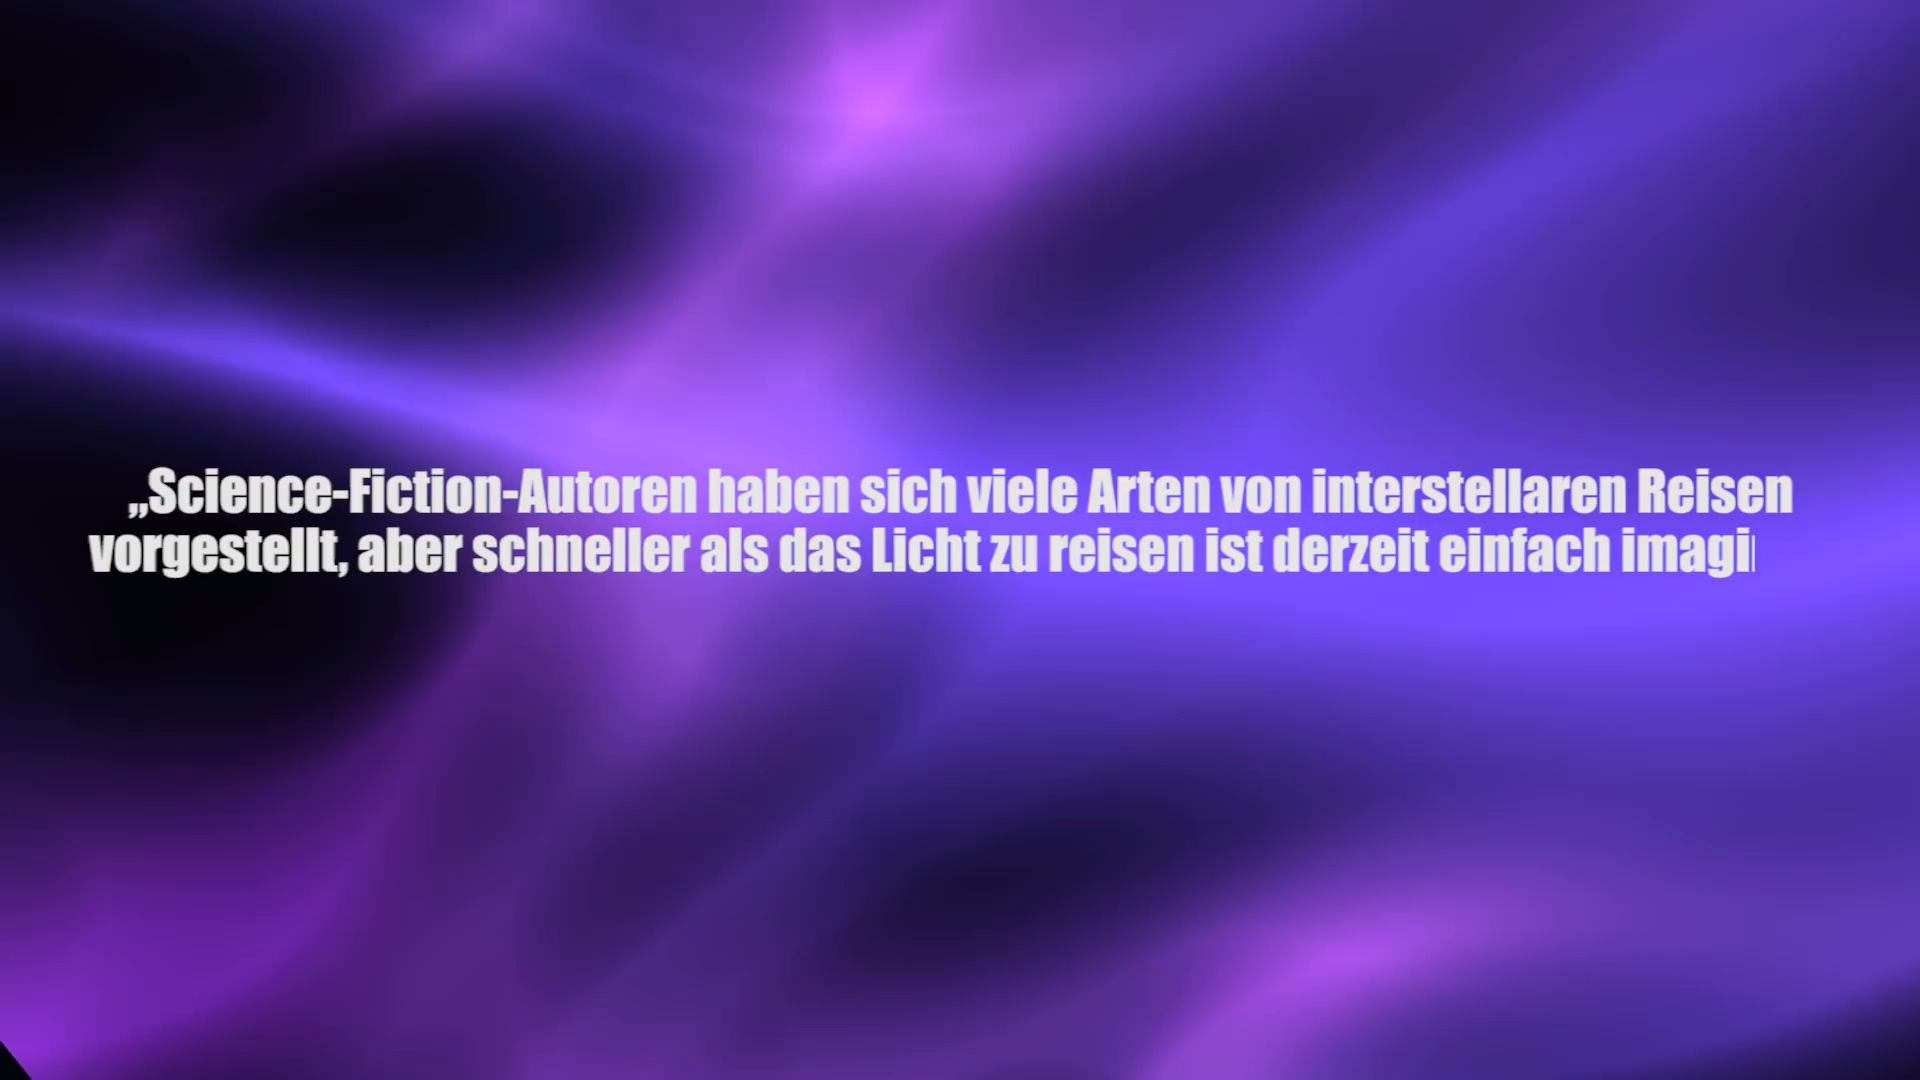 „Science-Fiction-Autoren haben sich viele Arten von interstellaren Reisen
vorgestellt, aber schneller als das Licht zu reisen ist derzeit einfach imagi